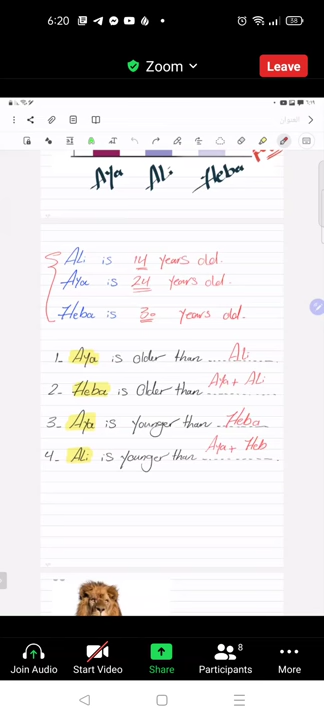 6:20
58
Zoom
Leave
Aya Ali Heba
Ali is 14 years old.
Aya is 24 years old.
Heba is 30 years old.
1- Aya is older than Ali
2- Heba is Older than Aya + Ali
3- Aya is younger than Heba
4- Ali is younger than Aya + Heb
Join Audio
Start Video
Share
8
Participants
More